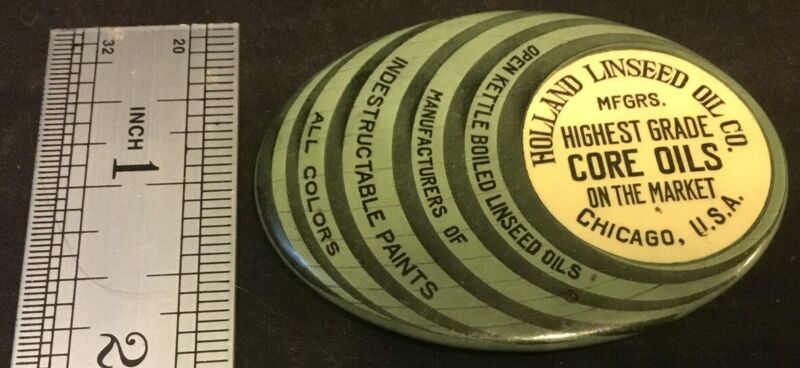 32
20
INCH
1
2
HOLLAND LINSEED OIL CO.
MFGRS.
HIGHEST GRADE
CORE OILS
ON THE MARKET
CHICAGO, U.S.A.
OPEN KETTLE BOILED LINSEED OILS
MANUFACTURERS OF
INDESTRUCTABLE PAINTS
ALL COLORS